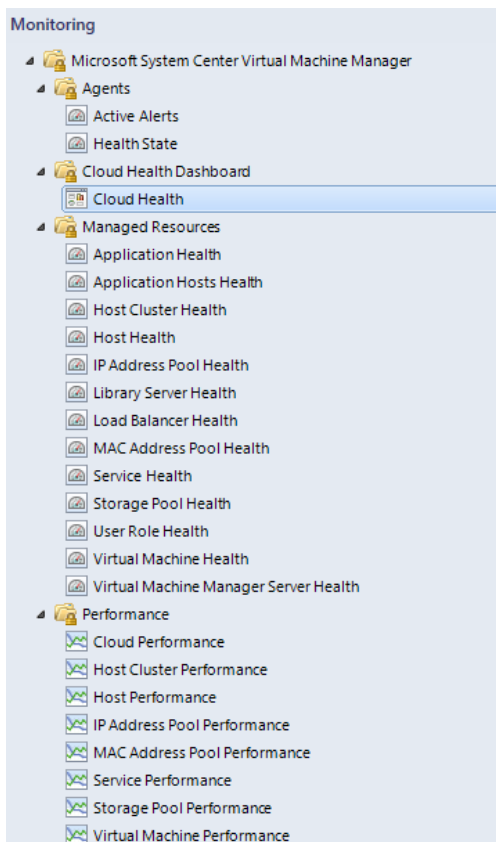 Monitoring
Microsoft System Center Virtual Machine Manager
Agents
Active Alerts
Health State
Cloud Health Dashboard
Cloud Health
Managed Resources
Application Health
Application Hosts Health
Host Cluster Health
Host Health
IP Address Pool Health
Library Server Health
Load Balancer Health
MAC Address Pool Health
Service Health
Storage Pool Health
User Role Health
Virtual Machine Health
Virtual Machine Manager Server Health
Performance
Cloud Performance
Host Cluster Performance
Host Performance
IP Address Pool Performance
MAC Address Pool Performance
Service Performance
Storage Pool Performance
Virtual Machine Performance